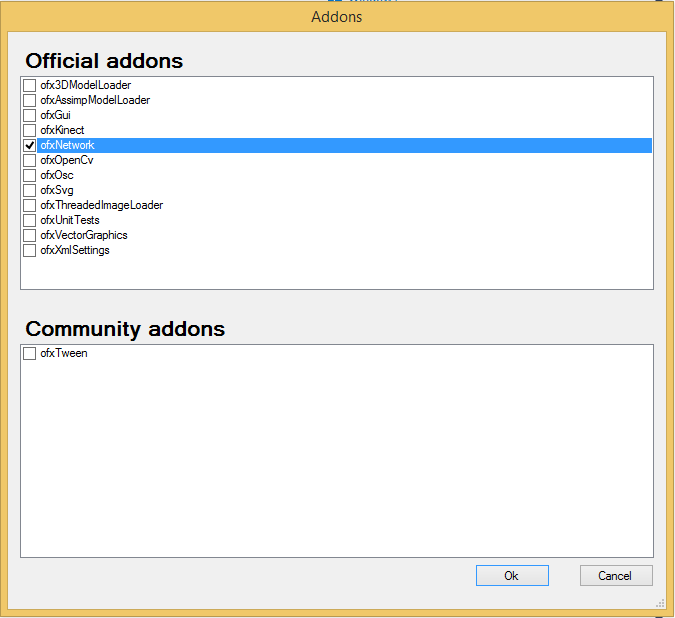 Addons
Official addons
ofx3DModelLoader
ofxAssimpModelLoader
ofxGui
ofxKinect
ofxNetwork
ofxOpenCv
ofxOsc
ofxSvg
ofxThreadedImageLoader
ofxUnitTests
ofxVectorGraphics
ofxXmlSettings
Community addons
ofxTween
Ok
Cancel